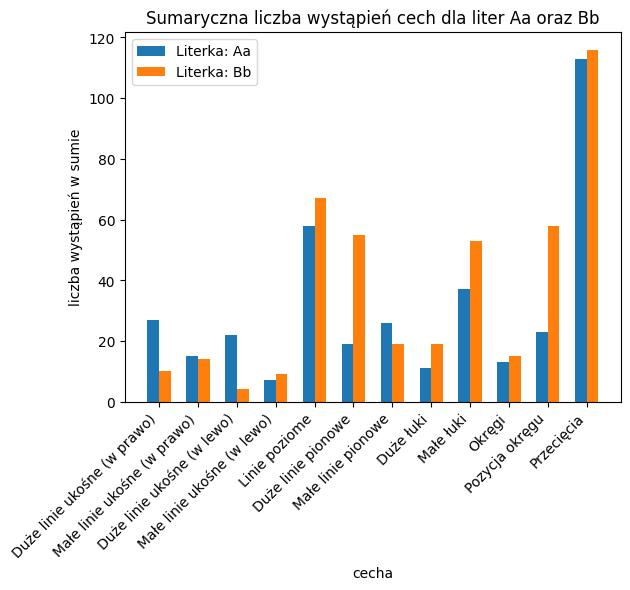 Sumaryczna liczba wystąpień cech dla liter Aa oraz Bb
Literka: Aa
Literka: Bb
liczba wystąpień w sumie
120
100
80
60
40
20
0
Duże linie ukośne (w prawo)
Małe linie ukośne (w prawo)
Duże linie ukośne (w lewo)
Małe linie ukośne (w lewo)
Linie poziome
Duże linie pionowe
Małe linie pionowe
Duże łuki
Małe łuki
Okręgi
Pozycja okręgu
Przecięcia
cecha